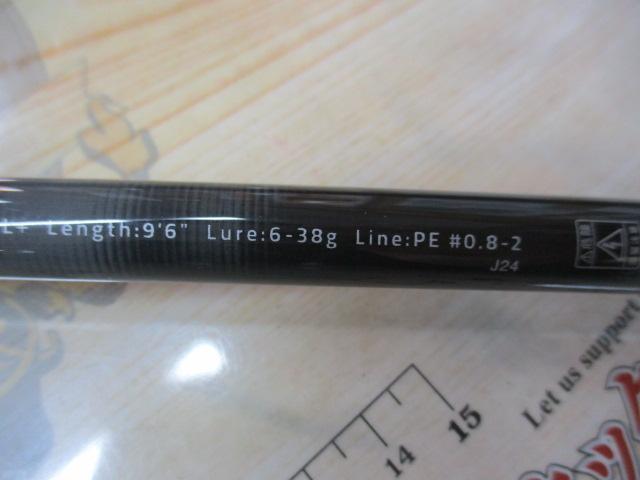 L+ Length:9'6" Lure:6-38g Line:PE #0.8-2
J24
Let us support
14 15